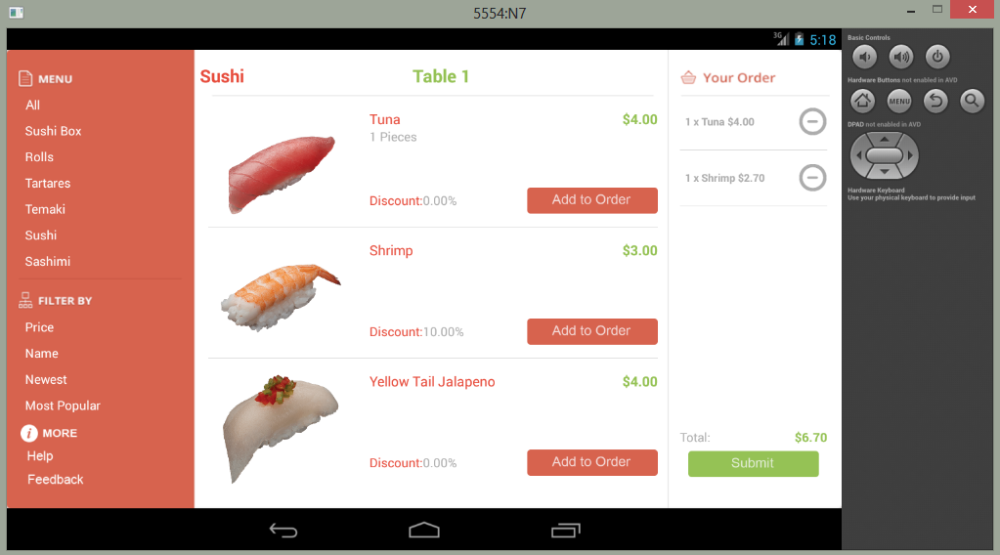 5554:N7
3G 5:18
MENU
All
Sushi Box
Rolls
Tartares
Temaki
Sushi
Sashimi
FILTER BY
Price
Name
Newest
Most Popular
i MORE
Help
Feedback
Sushi Table 1
Tuna $4.00
1 Pieces
Discount:0.00% Add to Order
Shrimp $3.00
Discount:10.00% Add to Order
Yellow Tail Jalapeno $4.00
Discount:0.00% Add to Order
Your Order
1 x Tuna $4.00
1 x Shrimp $2.70
Total: $6.70
Submit
Basic Controls
Hardware Buttons not enabled in AVD
MENU
DPAD not enabled in AVD
Hardware Keyboard
Use your physical keyboard to provide input